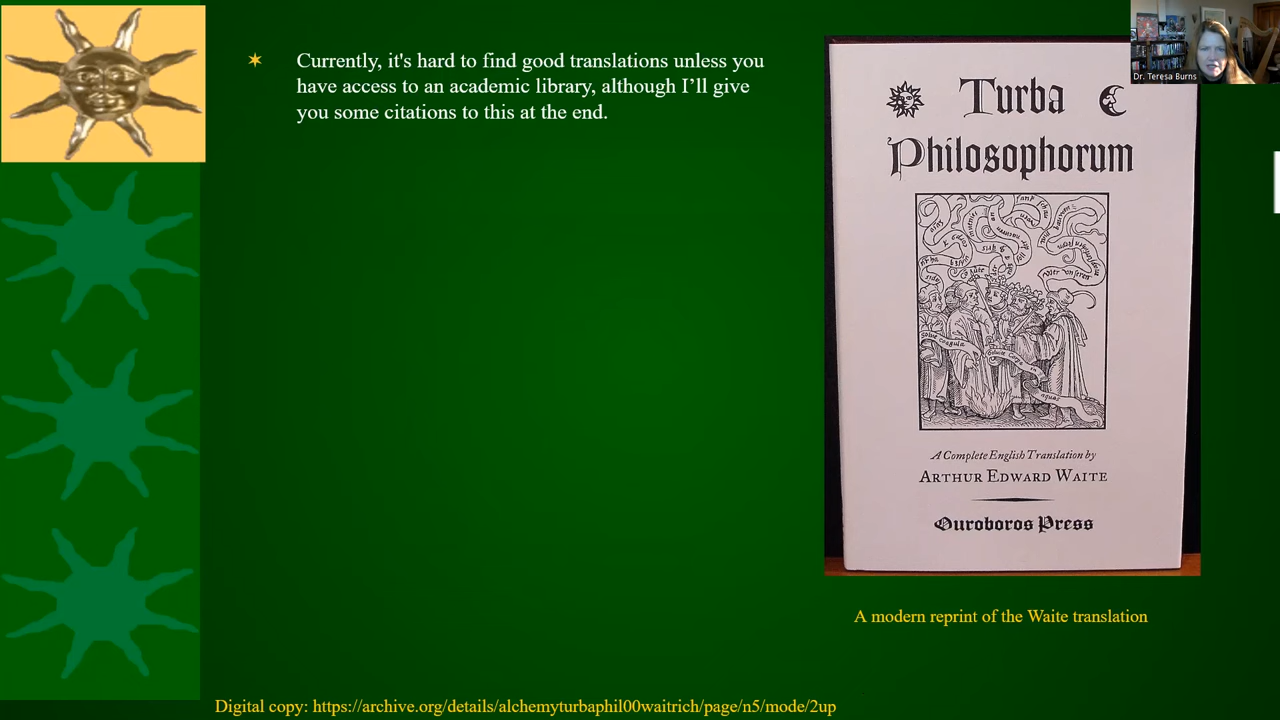 Currently, it's hard to find good translations unless you
have access to an academic library, although I’ll give
you some citations to this at the end.
Dr. Teresa Burns
Turba
Philosophorum
solue coagula
aquas
A Complete English Translation by
ARTHUR EDWARD WAITE
Ouroboros Press
A modern reprint of the Waite translation
Digital copy: https://archive.org/details/alchemyturbaphil00waitrich/page/n5/mode/2up